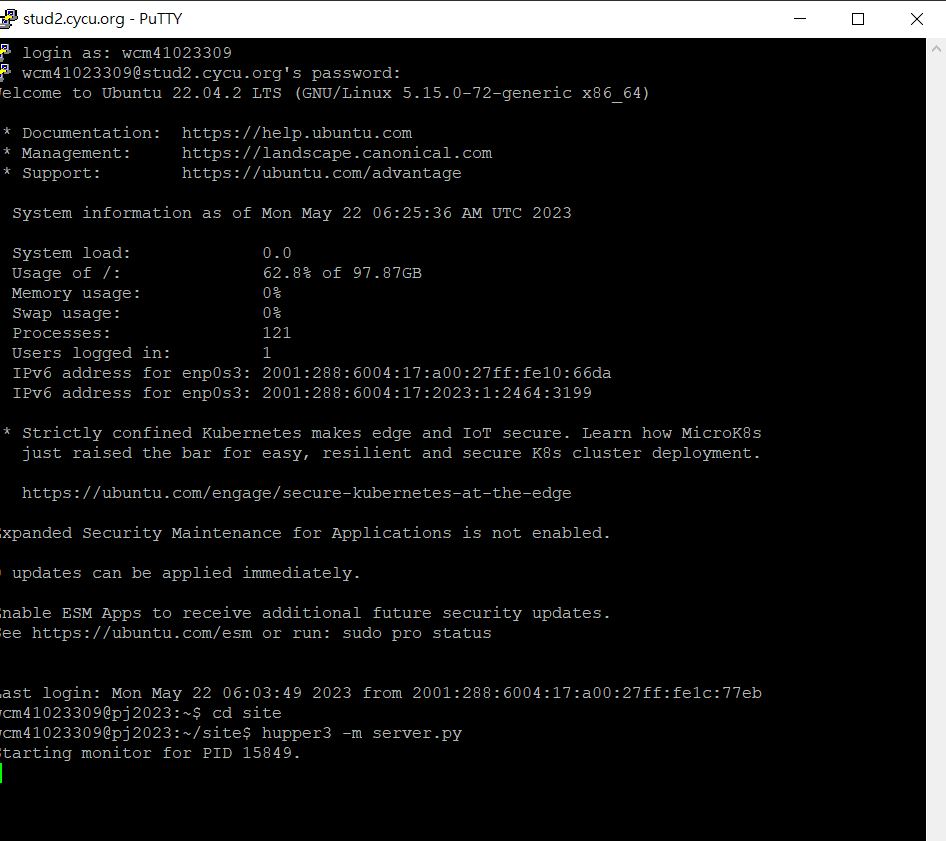 stud2.cycu.org - PuTTY
login as: wcm41023309
wcm41023309@stud2.cycu.org's password:
elcome to Ubuntu 22.04.2 LTS (GNU/Linux 5.15.0-72-generic x86_64)
* Documentation:  https://help.ubuntu.com
* Management:     https://landscape.canonical.com
* Support:        https://ubuntu.com/advantage
System information as of Mon May 22 06:25:36 AM UTC 2023
System load:             0.0
Usage of /:              62.8% of 97.87GB
Memory usage:            0%
Swap usage:              0%
Processes:               121
Users logged in:         1
IPv6 address for enp0s3: 2001:288:6004:17:a00:27ff:fe10:66da
IPv6 address for enp0s3: 2001:288:6004:17:2023:1:2464:3199
* Strictly confined Kubernetes makes edge and IoT secure. Learn how MicroK8s
just raised the bar for easy, resilient and secure K8s cluster deployment.
https://ubuntu.com/engage/secure-kubernetes-at-the-edge
xpanded Security Maintenance for Applications is not enabled.
updates can be applied immediately.
nable ESM Apps to receive additional future security updates.
ee https://ubuntu.com/esm or run: sudo pro status
ast login: Mon May 22 06:03:49 2023 from 2001:288:6004:17:a00:27ff:fe1c:77eb
wcm41023309@pj2023:~$ cd site
wcm41023309@pj2023:~/site$ hupper3 -m server.py
tarting monitor for PID 15849.